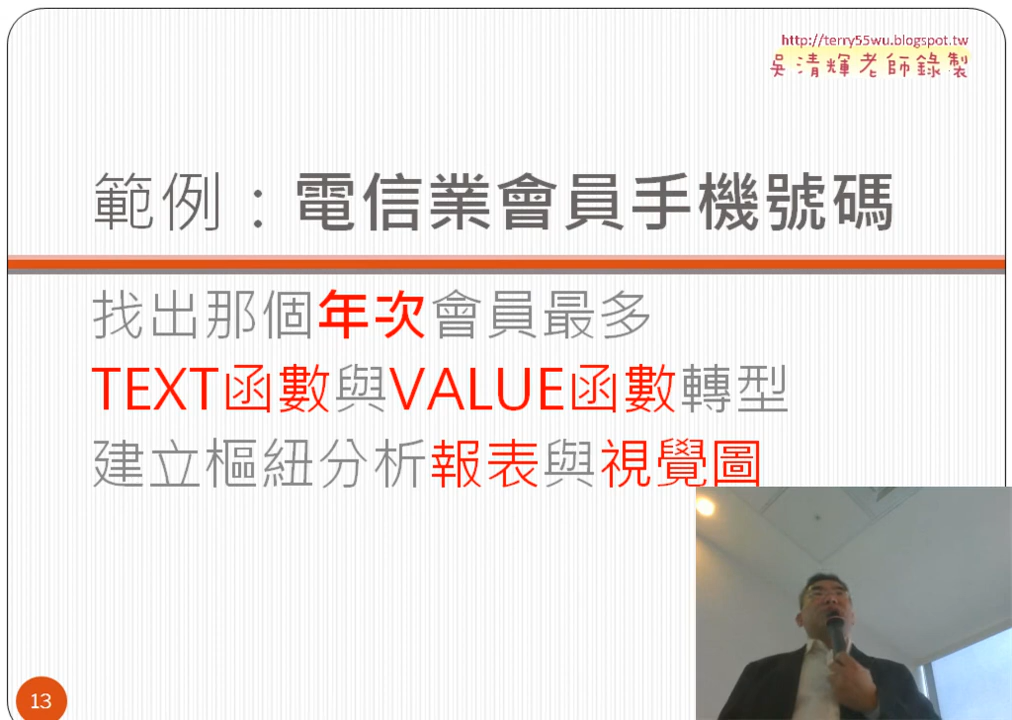 http://terry55wu.blogspot.tw
吳清輝老師錄製
範例：電信業會員手機號碼
找出那個年次會員最多
TEXT函數與VALUE函數轉型
建立樞紐分析報表與視覺圖
13